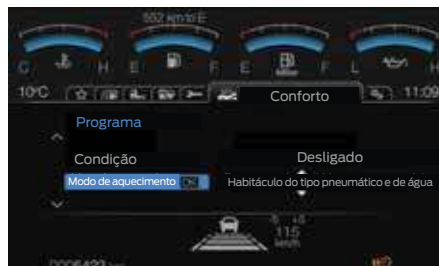 552 km to E
C H E F E F L H
10°C Conforto 11:09
Programa
Condição Desligado
Modo de aquecimento OK Habitáculo do tipo pneumático e de água
115
km/h